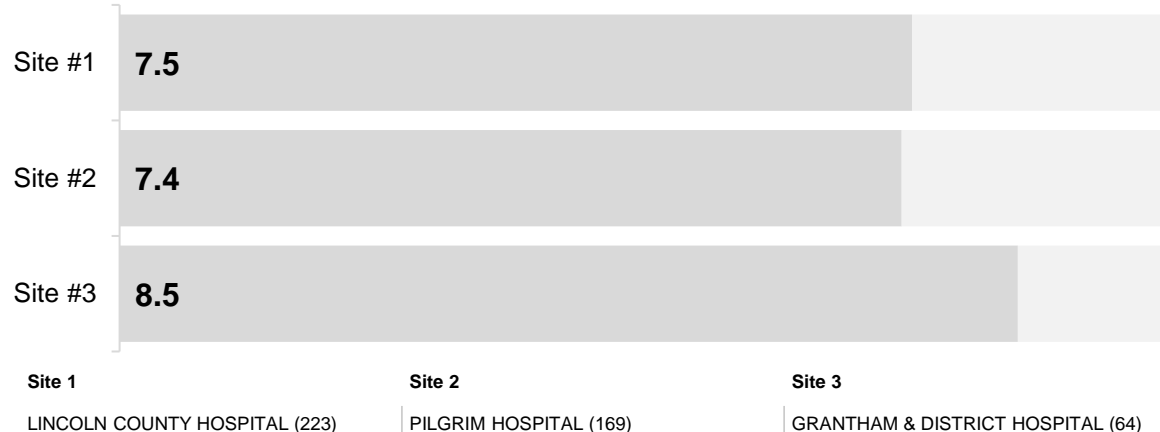 Site #1 7.5
Site #2 7.4
Site #3 8.5
Site 1 Site 2 Site 3
LINCOLN COUNTY HOSPITAL (223) PILGRIM HOSPITAL (169) GRANTHAM & DISTRICT HOSPITAL (64)